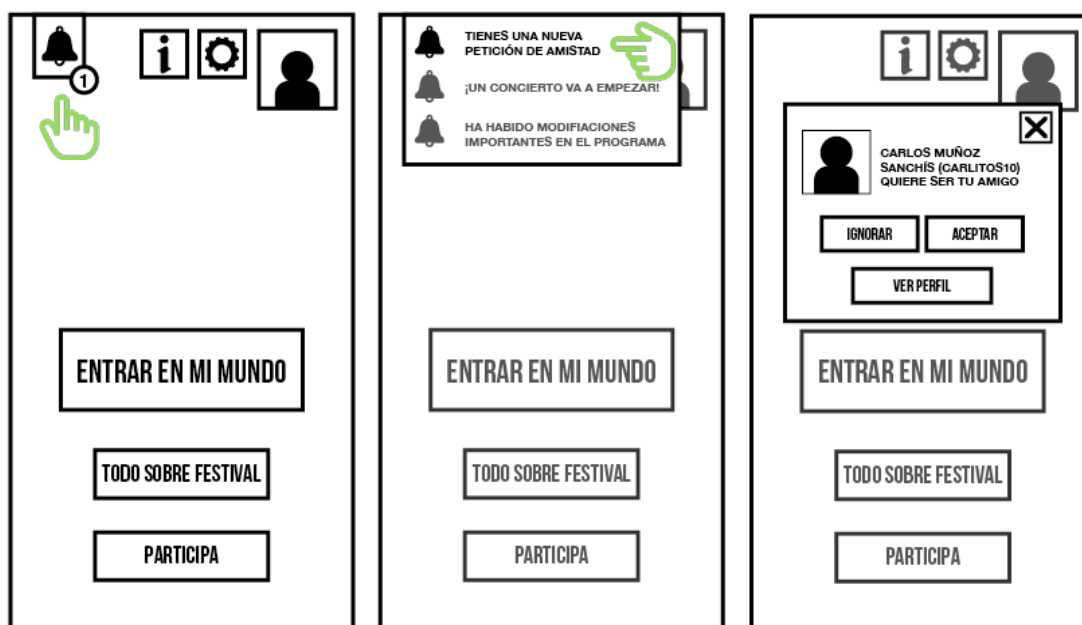 1
i
ENTRAR EN MI MUNDO
TODO SOBRE FESTIVAL
PARTICIPA
TIENES UNA NUEVA
PETICIÓN DE AMISTAD
¡UN CONCIERTO VA A EMPEZAR!
HA HABIDO MODIFIACIONES
IMPORTANTES EN EL PROGRAMA
ENTRAR EN MI MUNDO
TODO SOBRE FESTIVAL
PARTICIPA
i
CARLOS MUÑOZ
SANCHÍS (CARLITOS10)
QUIERE SER TU AMIGO
IGNORAR
ACEPTAR
VER PERFIL
ENTRAR EN MI MUNDO
TODO SOBRE FESTIVAL
PARTICIPA